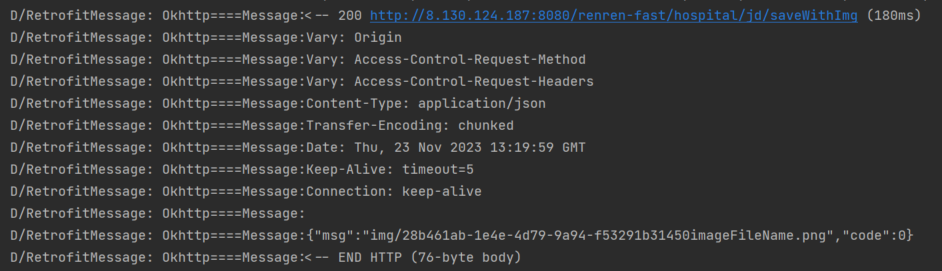 D/RetrofitMessage: Okhttp====Message:<-- 200 http://8.130.124.187:8080/renren-fast/hospital/jd/saveWithImg (180ms)
D/RetrofitMessage: Okhttp====Message:Vary: Origin
D/RetrofitMessage: Okhttp====Message:Vary: Access-Control-Request-Method
D/RetrofitMessage: Okhttp====Message:Vary: Access-Control-Request-Headers
D/RetrofitMessage: Okhttp====Message:Content-Type: application/json
D/RetrofitMessage: Okhttp====Message:Transfer-Encoding: chunked
D/RetrofitMessage: Okhttp====Message:Date: Thu, 23 Nov 2023 13:19:59 GMT
D/RetrofitMessage: Okhttp====Message:Keep-Alive: timeout=5
D/RetrofitMessage: Okhttp====Message:Connection: keep-alive
D/RetrofitMessage: Okhttp====Message:
D/RetrofitMessage: Okhttp====Message:{"msg":"img/28b461ab-1e4e-4d79-9a94-f53291b31450imageFileName.png","code":0}
D/RetrofitMessage: Okhttp====Message:<-- END HTTP (76-byte body)